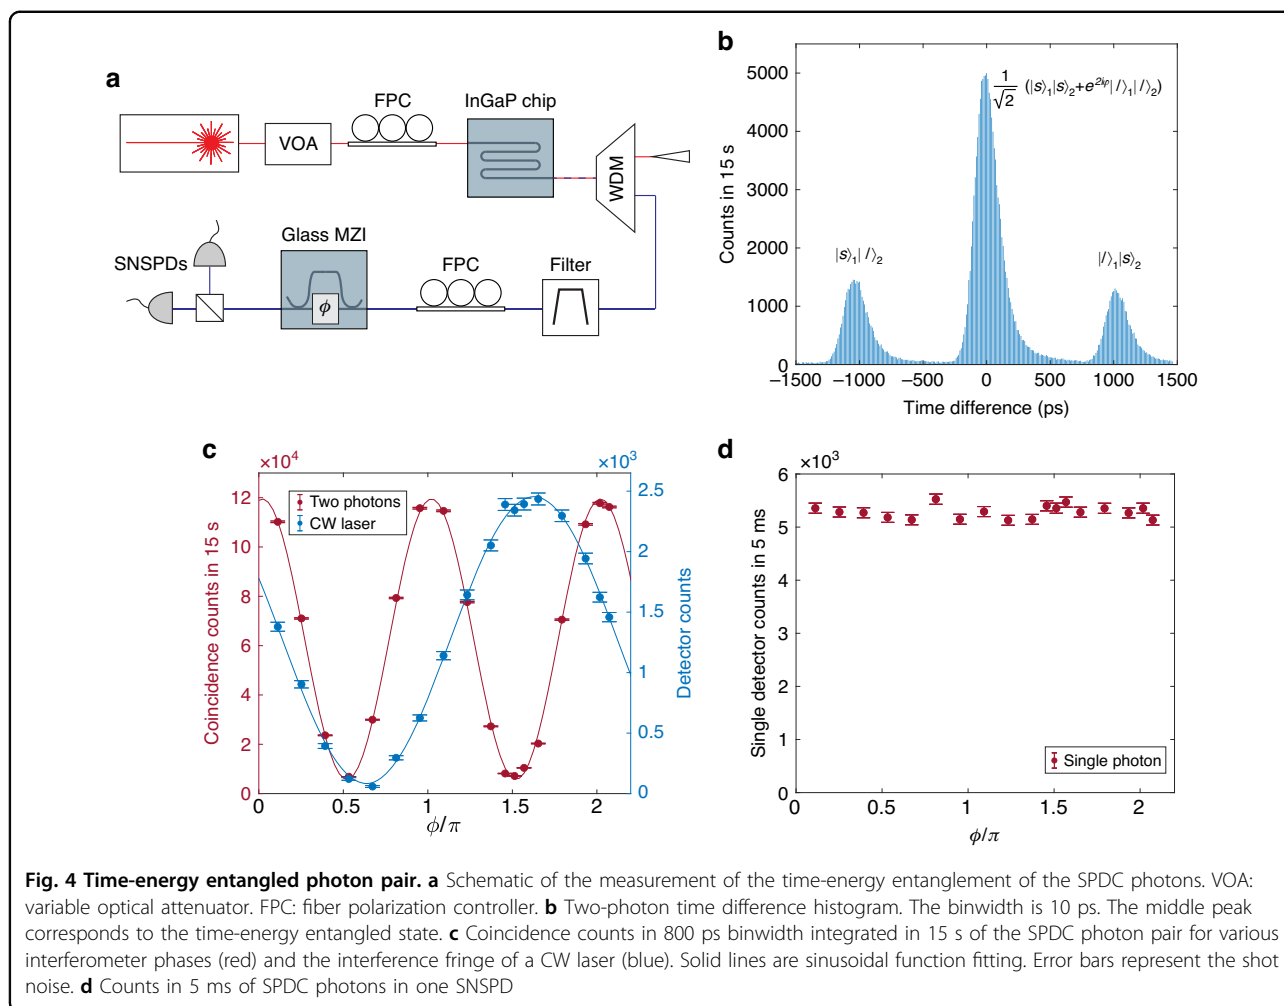 a
FPC
InGaP chip
VOA
WDM
SNSPDs
Glass MZI
ϕ
FPC
Filter
b
5000
4000
3000
2000
1000
0
Counts in 15 s
1/√2 (|s⟩₁|s⟩₂+e^{2iφ}|l⟩₁|l⟩₂)
|s⟩₁|l⟩₂
|l⟩₁|s⟩₂
−1500 −1000 −500 0 500 1000 1500
Time difference (ps)
c
×10⁴
×10³
12
10
8
6
4
2
0
Coincidence counts in 15 s
Two photons
CW laser
2.5
2
1.5
1
0.5
0
Detector counts
0 0.5 1 1.5 2
ϕ/π
d
×10³
6
5
4
3
2
1
0
Single detector counts in 5 ms
Single photon
0 0.5 1 1.5 2
ϕ/π
Fig. 4 Time-energy entangled photon pair. a Schematic of the measurement of the time-energy entanglement of the SPDC photons. VOA:
variable optical attenuator. FPC: fiber polarization controller. b Two-photon time difference histogram. The binwidth is 10 ps. The middle peak
corresponds to the time-energy entangled state. c Coincidence counts in 800 ps binwidth integrated in 15 s of the SPDC photon pair for various
interferometer phases (red) and the interference fringe of a CW laser (blue). Solid lines are sinusoidal function fitting. Error bars represent the shot
noise. d Counts in 5 ms of SPDC photons in one SNSPD